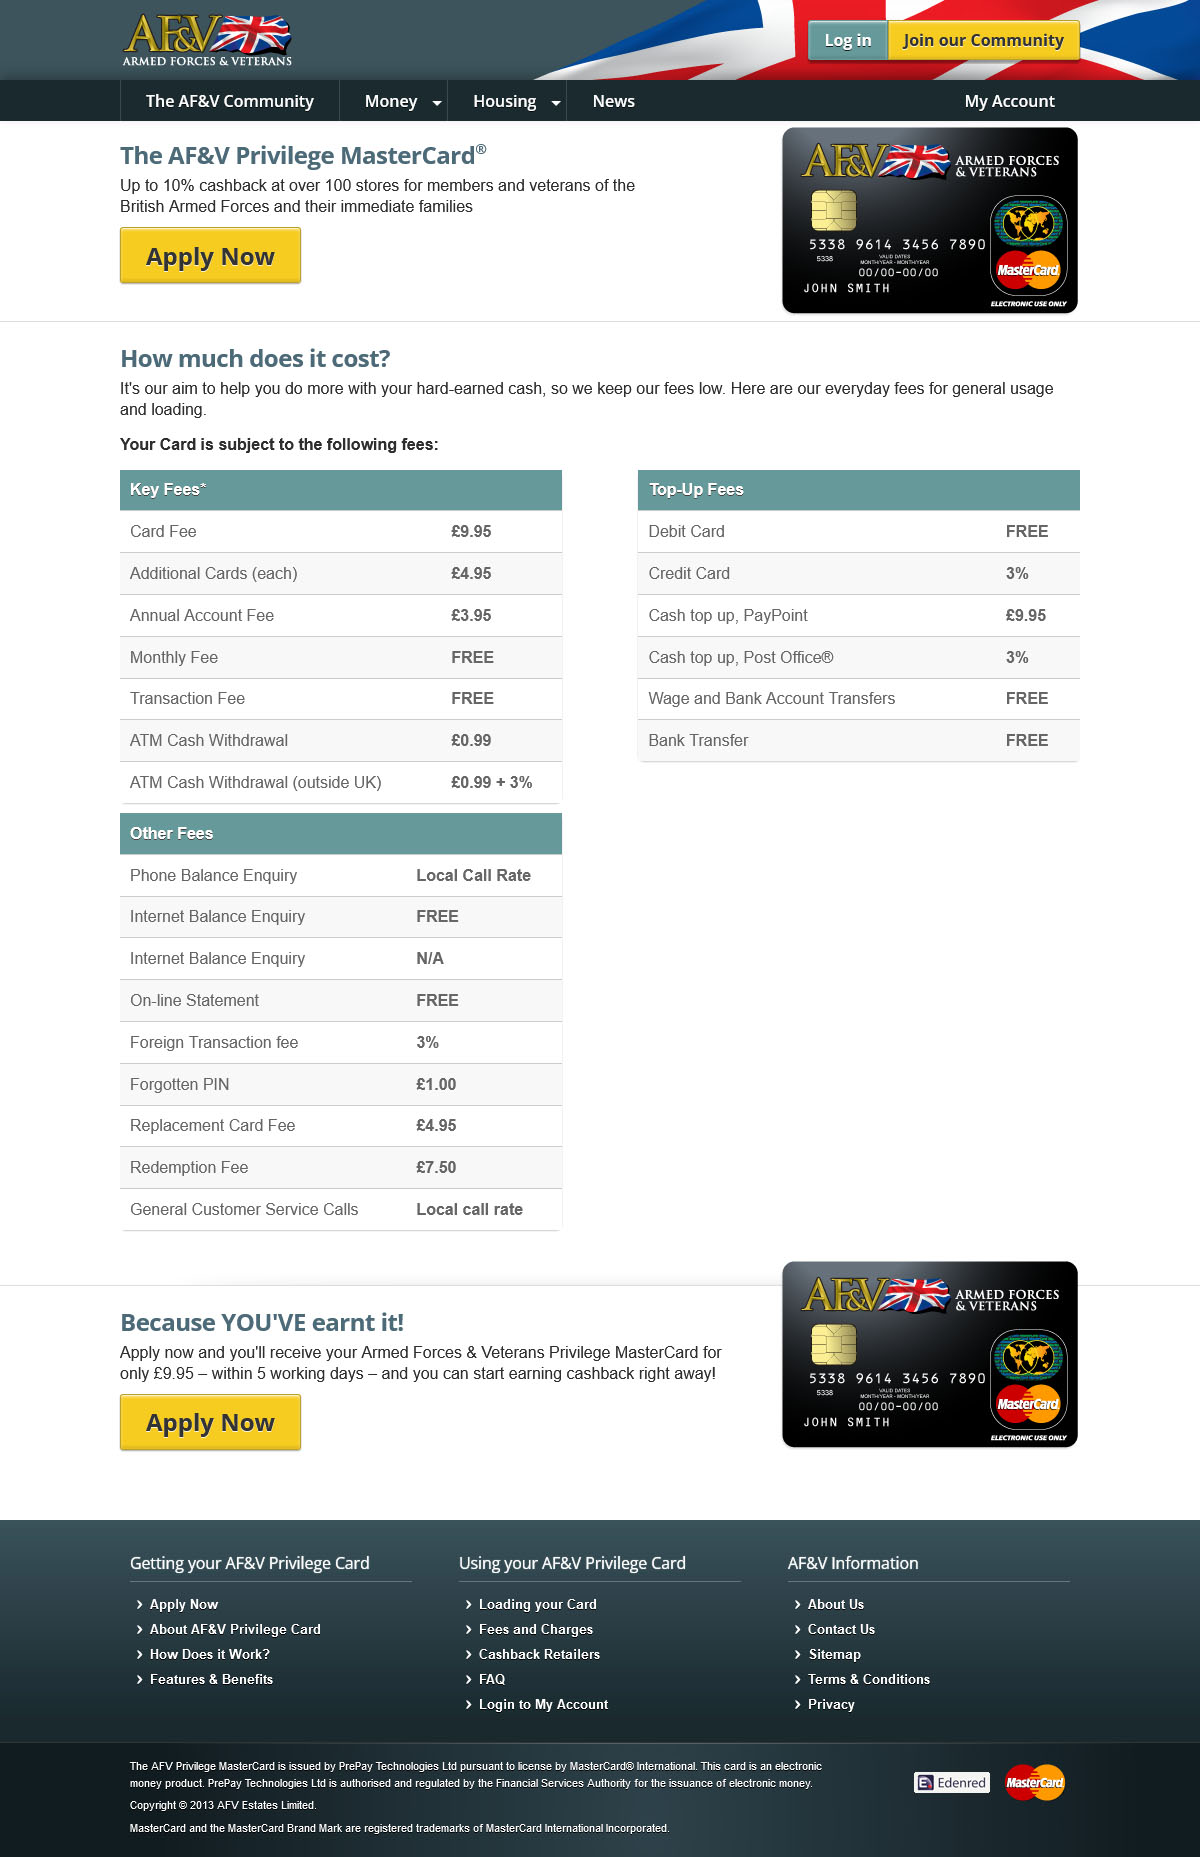 AF&V
ARMED FORCES & VETERANS
Log in
Join our Community
The AF&V Community
Money
Housing
News
My Account
The AF&V Privilege MasterCard®
Up to 10% cashback at over 100 stores for members and veterans of the
British Armed Forces and their immediate families
Apply Now
AF&V ARMED FORCES
& VETERANS
5338 9614 3456 7890
5338
VALID DATES
MONTH/YEAR - MONTH/YEAR
00/00-00/00
JOHN SMITH
MasterCard
ELECTRONIC USE ONLY
How much does it cost?
It's our aim to help you do more with your hard-earned cash, so we keep our fees low. Here are our everyday fees for general usage
and loading.
Your Card is subject to the following fees:
Key Fees*
Card Fee £9.95
Additional Cards (each) £4.95
Annual Account Fee £3.95
Monthly Fee FREE
Transaction Fee FREE
ATM Cash Withdrawal £0.99
ATM Cash Withdrawal (outside UK) £0.99 + 3%
Top-Up Fees
Debit Card FREE
Credit Card 3%
Cash top up, PayPoint £9.95
Cash top up, Post Office® 3%
Wage and Bank Account Transfers FREE
Bank Transfer FREE
Other Fees
Phone Balance Enquiry Local Call Rate
Internet Balance Enquiry FREE
Internet Balance Enquiry N/A
On-line Statement FREE
Foreign Transaction fee 3%
Forgotten PIN £1.00
Replacement Card Fee £4.95
Redemption Fee £7.50
General Customer Service Calls Local call rate
Because YOU'VE earnt it!
Apply now and you'll receive your Armed Forces & Veterans Privilege MasterCard for
only £9.95 – within 5 working days – and you can start earning cashback right away!
Apply Now
AF&V ARMED FORCES
& VETERANS
5338 9614 3456 7890
5338
VALID DATES
MONTH/YEAR - MONTH/YEAR
00/00-00/00
JOHN SMITH
MasterCard
ELECTRONIC USE ONLY
Getting your AF&V Privilege Card
Apply Now
About AF&V Privilege Card
How Does it Work?
Features & Benefits
Using your AF&V Privilege Card
Loading your Card
Fees and Charges
Cashback Retailers
FAQ
Login to My Account
AF&V Information
About Us
Contact Us
Sitemap
Terms & Conditions
Privacy
The AFV Privilege MasterCard is issued by PrePay Technologies Ltd pursuant to license by MasterCard® International. This card is an electronic
money product. PrePay Technologies Ltd is authorised and regulated by the Financial Services Authority for the issuance of electronic money.
Copyright © 2013 AFV Estates Limited.
MasterCard and the MasterCard Brand Mark are registered trademarks of MasterCard International Incorporated.
Edenred
MasterCard